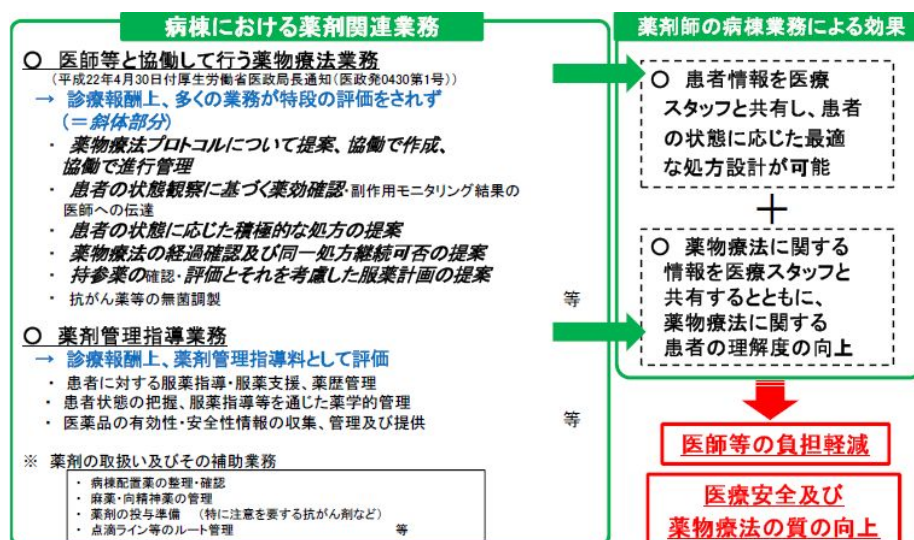 病棟における薬剤関連業務
○ 医師等と協働して行う薬物療法業務
（平成22年4月30日付厚生労働省医政局長通知（医政発0430第1号））
→ 診療報酬上、多くの業務が特段の評価をされず
（＝斜体部分）
・ 薬物療法プロトコルについて提案、協働で作成、
協働で進行管理
・ 患者の状態観察に基づく薬効確認・副作用モニタリング結果の
医師への伝達
・ 患者の状態に応じた積極的な処方の提案
・ 薬物療法の経過確認及び同一処方継続可否の提案
・ 持参薬の確認・評価とそれを考慮した服薬計画の提案
・ 抗がん薬等の無菌調製 等
○ 薬剤管理指導業務
→ 診療報酬上、薬剤管理指導料として評価
・ 患者に対する服薬指導・服薬支援、薬歴管理
・ 患者状態の把握、服薬指導等を通じた薬学的管理
・ 医薬品の有効性・安全性情報の収集、管理及び提供 等
※ 薬剤の取扱い及びその補助業務
・ 病棟配置薬の整理・確認
・ 麻薬・向精神薬の管理
・ 薬剤の投与準備 （特に注意を要する抗がん剤など）
・ 点滴ライン等のルート管理 等
薬剤師の病棟業務による効果
○ 患者情報を医療
スタッフと共有し、患者
の状態に応じた最適
な処方設計が可能
＋
○ 薬物療法に関する
情報を医療スタッフと
共有するとともに、
薬物療法に関する
患者の理解度の向上
医師等の負担軽減
医療安全及び
薬物療法の質の向上